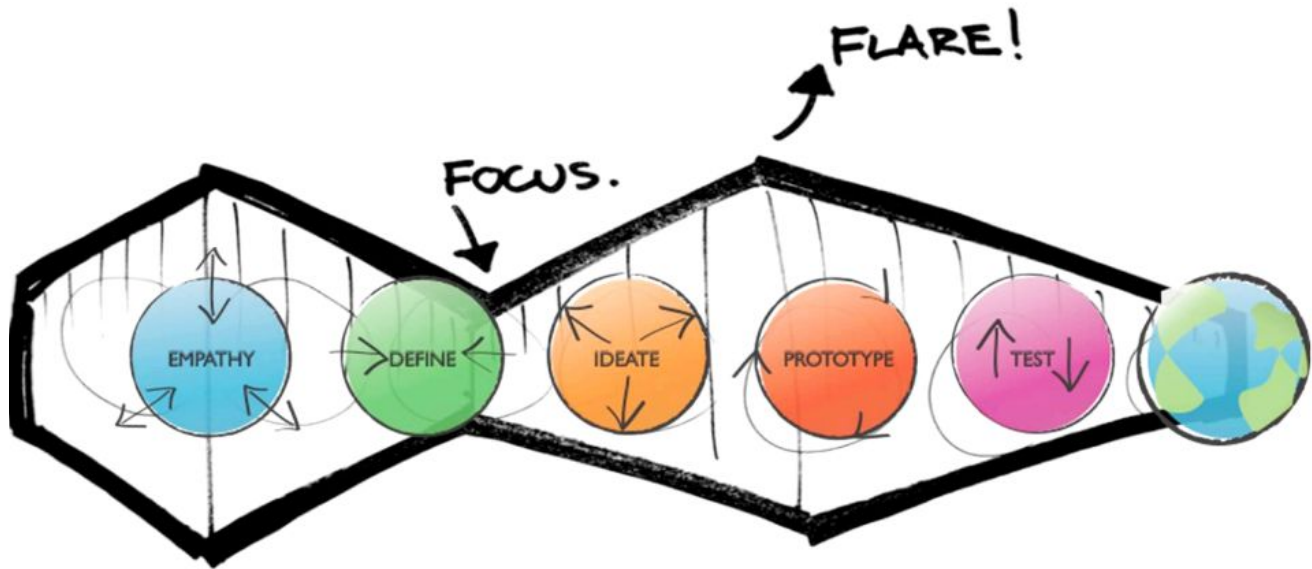 FLARE!
FOCUS.
EMPATHY
DEFINE
IDEATE
PROTOTYPE
TEST